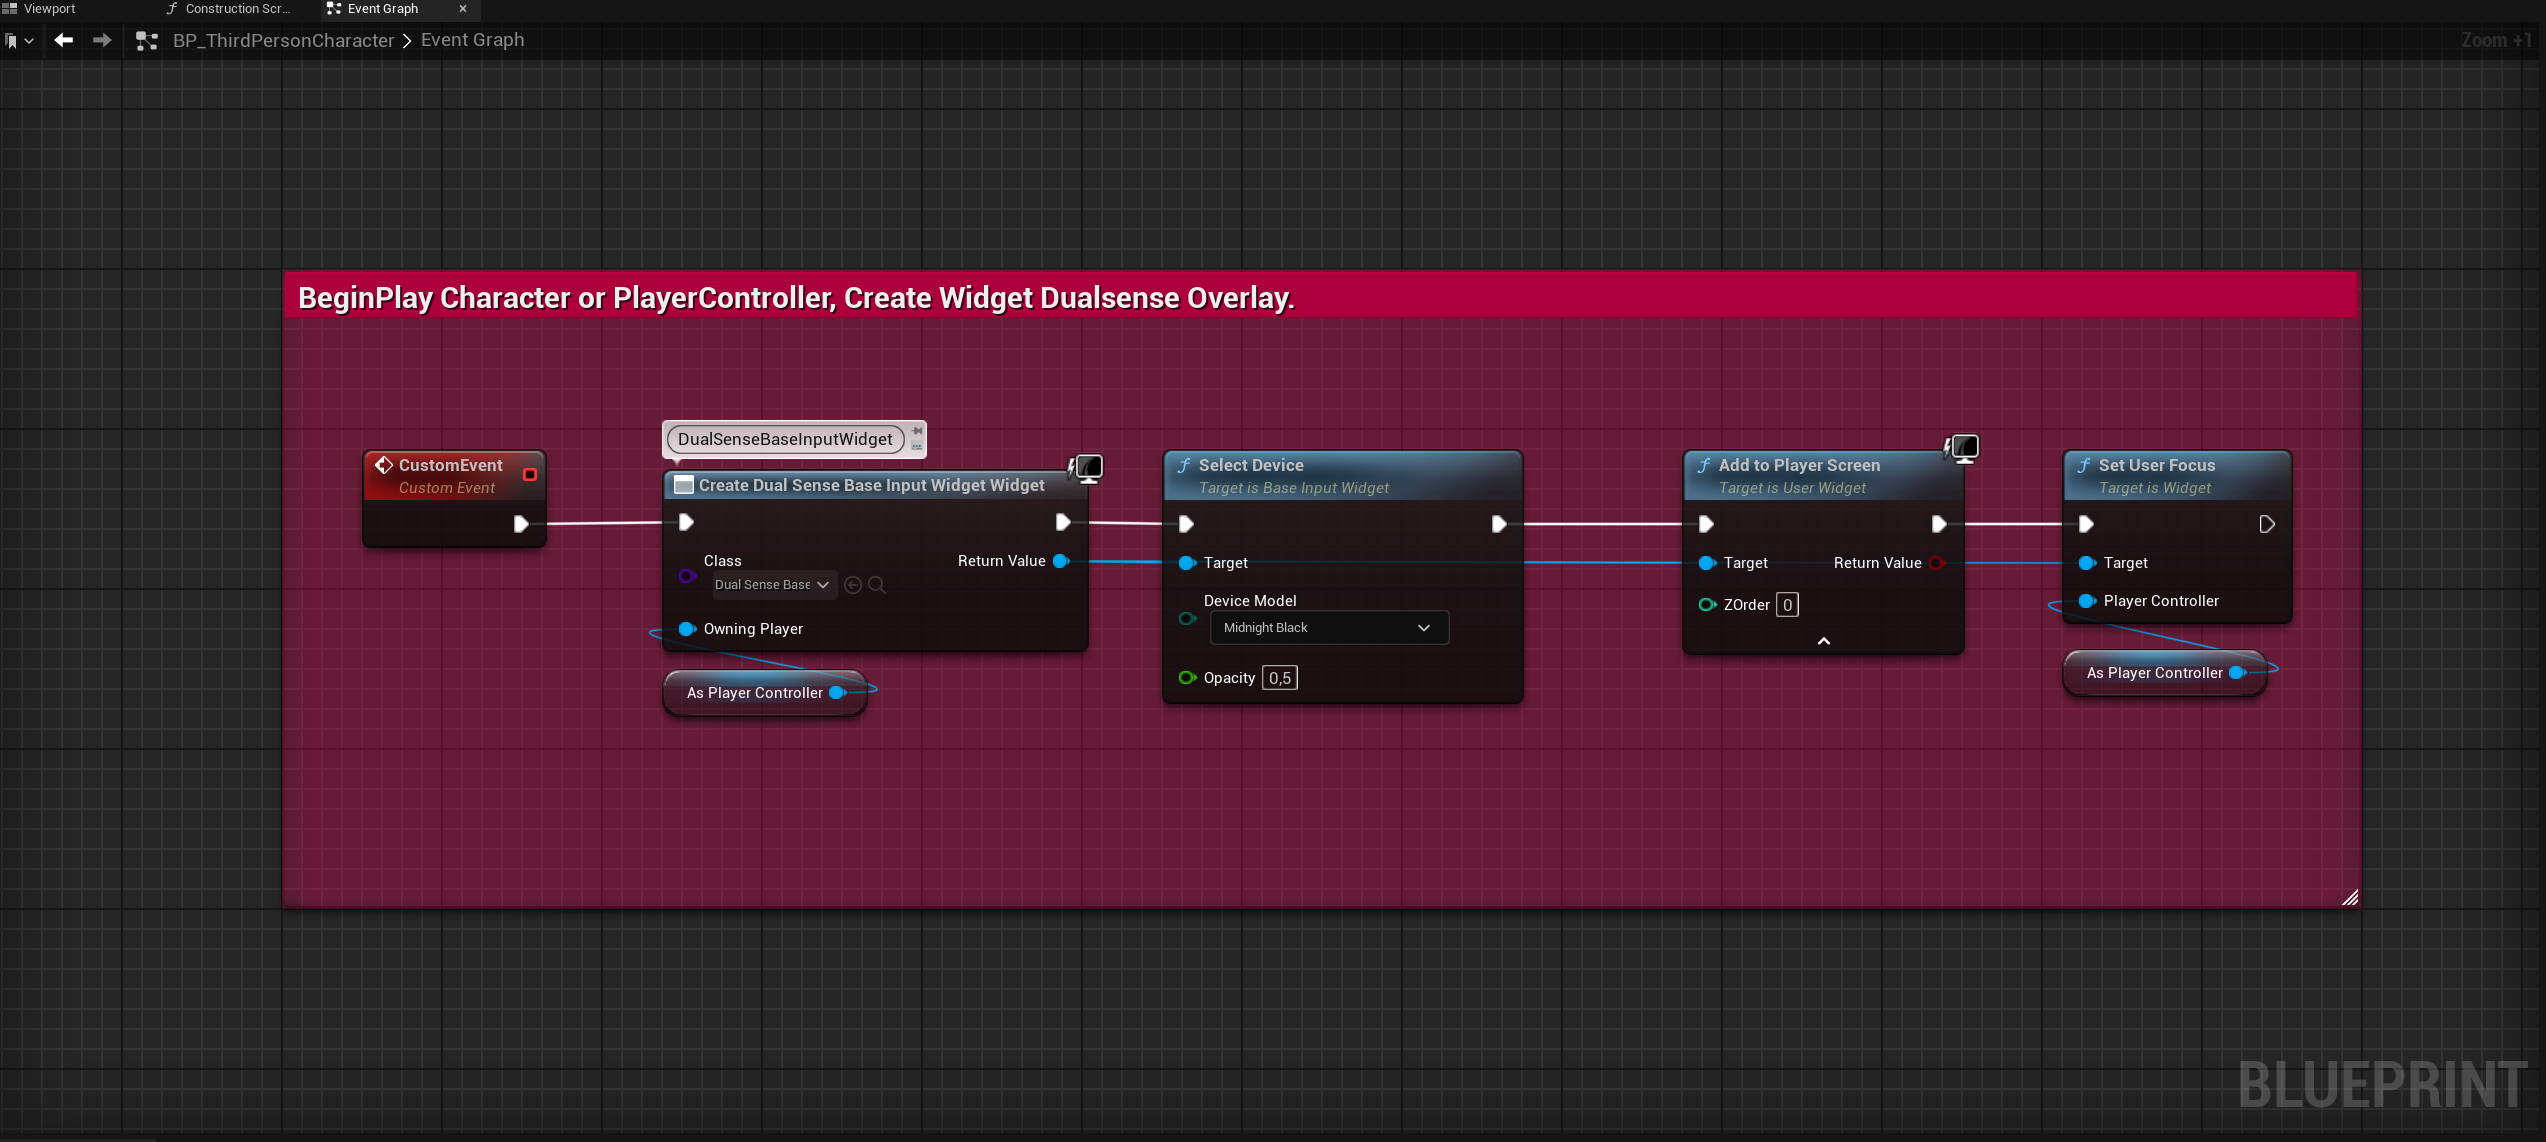 Viewport
Construction Scr...
Event Graph
BP_ThirdPersonCharacter > Event Graph
Zoom +1
BeginPlay Character or PlayerController, Create Widget Dualsense Overlay.
DualSenseBaseInputWidget
CustomEvent
Custom Event
Create Dual Sense Base Input Widget Widget
Class
Return Value
Dual Sense Base
Owning Player
As Player Controller
Select Device
Target is Base Input Widget
Target
Device Model
Midnight Black
Opacity 0,5
Add to Player Screen
Target is User Widget
Target
Return Value
ZOrder 0
Set User Focus
Target is Widget
Target
Player Controller
As Player Controller
BLUEPRINT